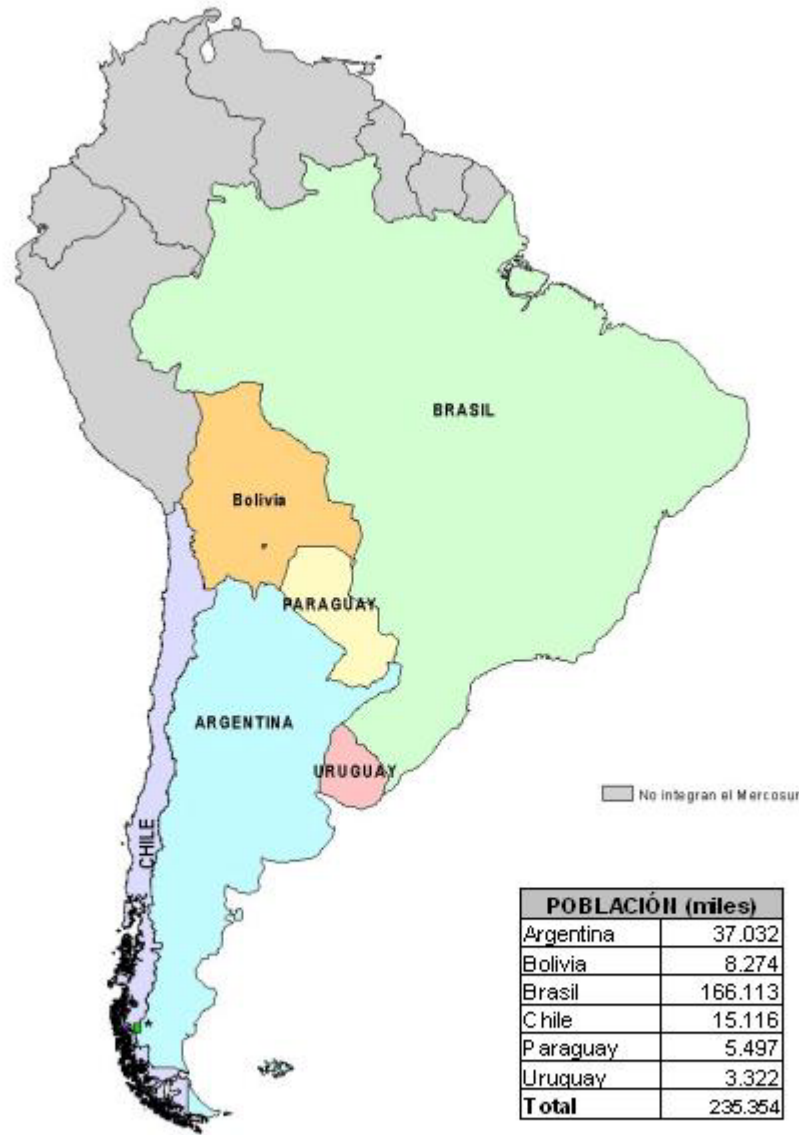 BRASIL
Bolivia
PARAGUAY
ARGENTINA
URUGUAY
No integran el Mercosur
CHILE
*
POBLACIÓN (miles)
Argentina 37.032
Bolivia 8.274
Brasil 166.113
Chile 15.116
Paraguay 5.497
Uruguay 3.322
Total 235.354